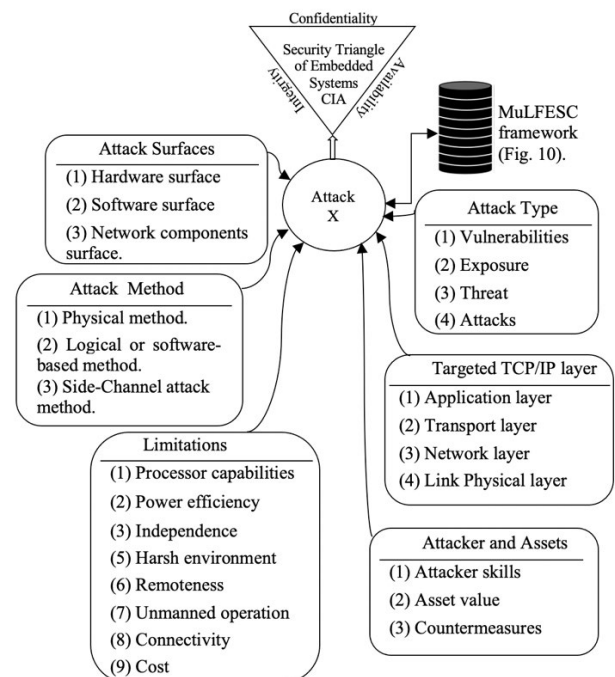 Confidentiality
Security Triangle
of Embedded
Systems
CIA
Integrity
Availability
MuLFESC
framework
(Fig. 10).
Attack
X
Attack Surfaces
(1) Hardware surface
(2) Software surface
(3) Network components
surface.
Attack Method
(1) Physical method.
(2) Logical or software-
based method.
(3) Side-Channel attack
method.
Limitations
(1) Processor capabilities
(2) Power efficiency
(3) Independence
(5) Harsh environment
(6) Remoteness
(7) Unmanned operation
(8) Connectivity
(9) Cost
Attack Type
(1) Vulnerabilities
(2) Exposure
(3) Threat
(4) Attacks
Targeted TCP/IP layer
(1) Application layer
(2) Transport layer
(3) Network layer
(4) Link Physical layer
Attacker and Assets
(1) Attacker skills
(2) Asset value
(3) Countermeasures